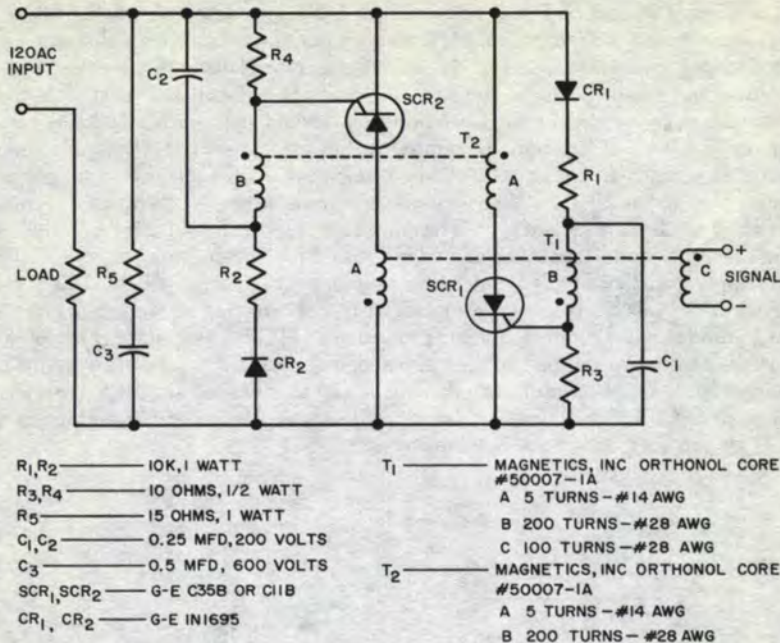 120AC
INPUT
C2
R4
SCR2
CR1
T2
B
A
R1
LOAD
R5
R2
A
T1
B
C
+
SIGNAL
-
SCR1
C3
CR2
R3
C1
R1,R2 10K, 1 WATT
R3,R4 10 OHMS, 1/2 WATT
R5 15 OHMS, 1 WATT
C1,C2 0.25 MFD, 200 VOLTS
C3 0.5 MFD, 600 VOLTS
SCR1,SCR2 G-E C35B OR C11B
CR1, CR2 G-E IN1695
T1 MAGNETICS, INC ORTHONOL CORE
#50007-1A
A 5 TURNS-#14 AWG
B 200 TURNS-#28 AWG
C 100 TURNS-#28 AWG
T2 MAGNETICS, INC ORTHONOL CORE
#50007-1A
A 5 TURNS-#14 AWG
B 200 TURNS-#28 AWG